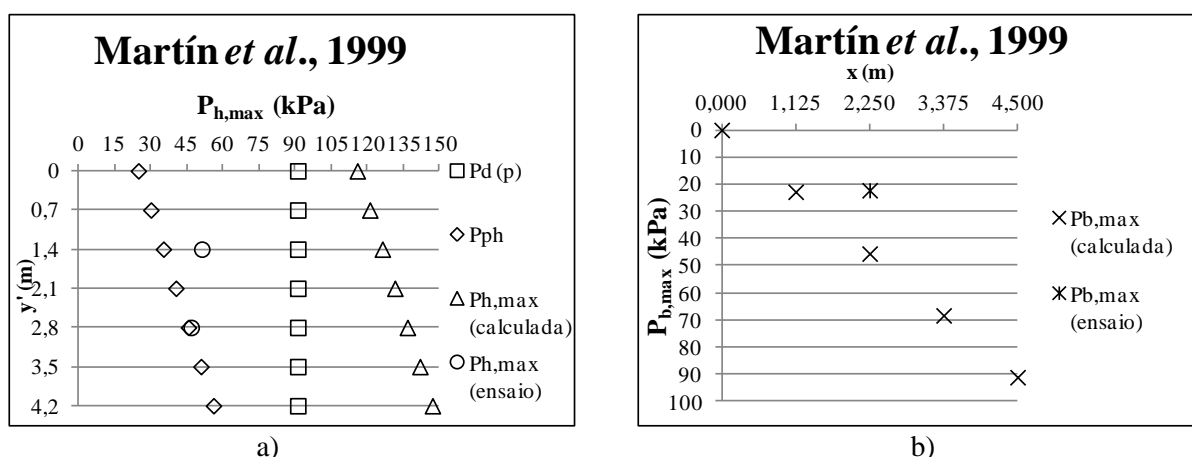 Martín et al., 1999
P_h,max (kPa)
0 15 30 45 60 75 90 105 120 135 150
0
0,7
1,4
2,1
2,8
3,5
4,2
y' (m)
Pd (p)
Pph
Ph,max
(calculada)
Ph,max
(ensaio)
a)
Martín et al., 1999
x (m)
0,000 1,125 2,250 3,375 4,500
0
10
20
30
40
50
60
70
80
90
100
P_b,max (kPa)
Pb,max
(calculada)
Pb,max
(ensaio)
b)